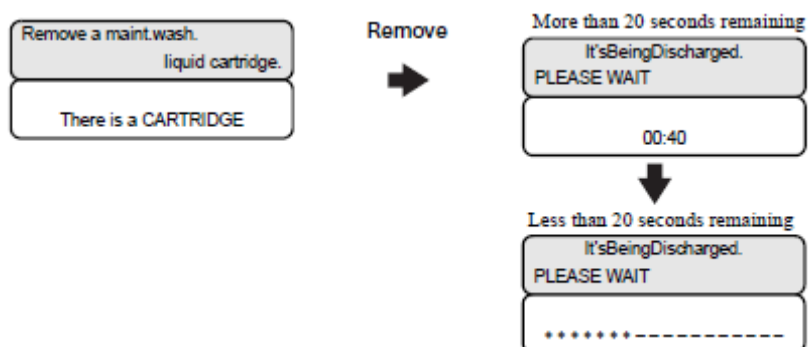 Remove a maint.wash.
liquid cartridge.
There is a CARTRIDGE
Remove
More than 20 seconds remaining
It'sBeingDischarged.
PLEASE WAIT
00:40
Less than 20 seconds remaining
It'sBeingDischarged.
PLEASE WAIT
*******-----------